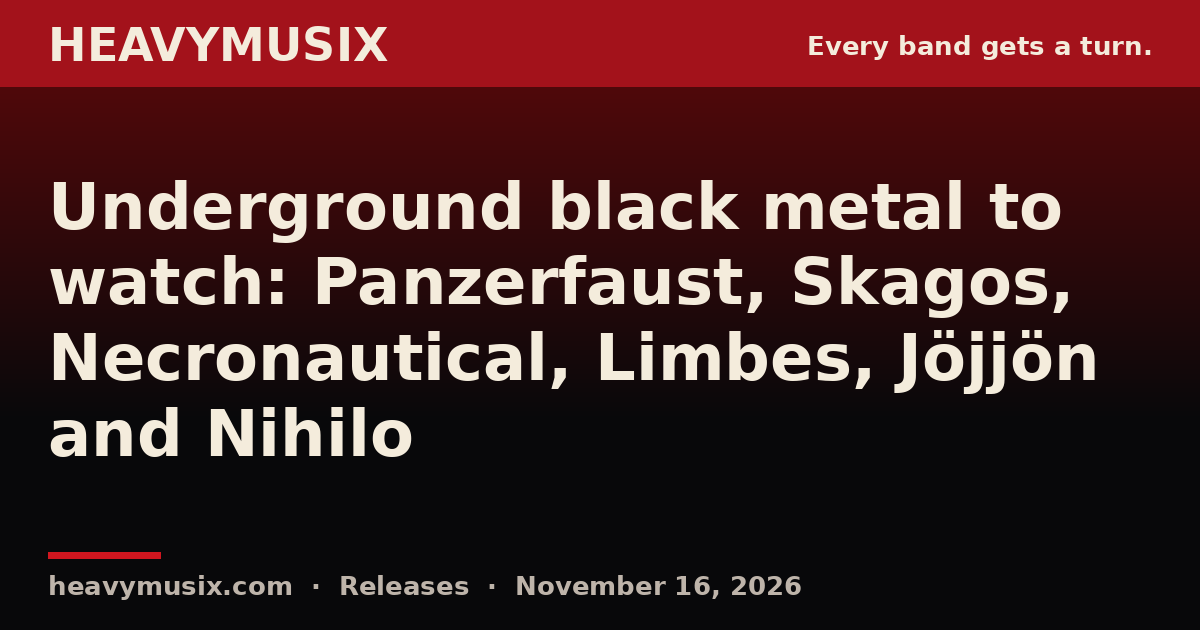 HEAVYMUSIX
Every band gets a turn.
Underground black metal to
watch: Panzerfaust, Skagos,
Necronautical, Limbes, Jöjjön
and Nihilo
heavymusix.com · Releases · November 16, 2026